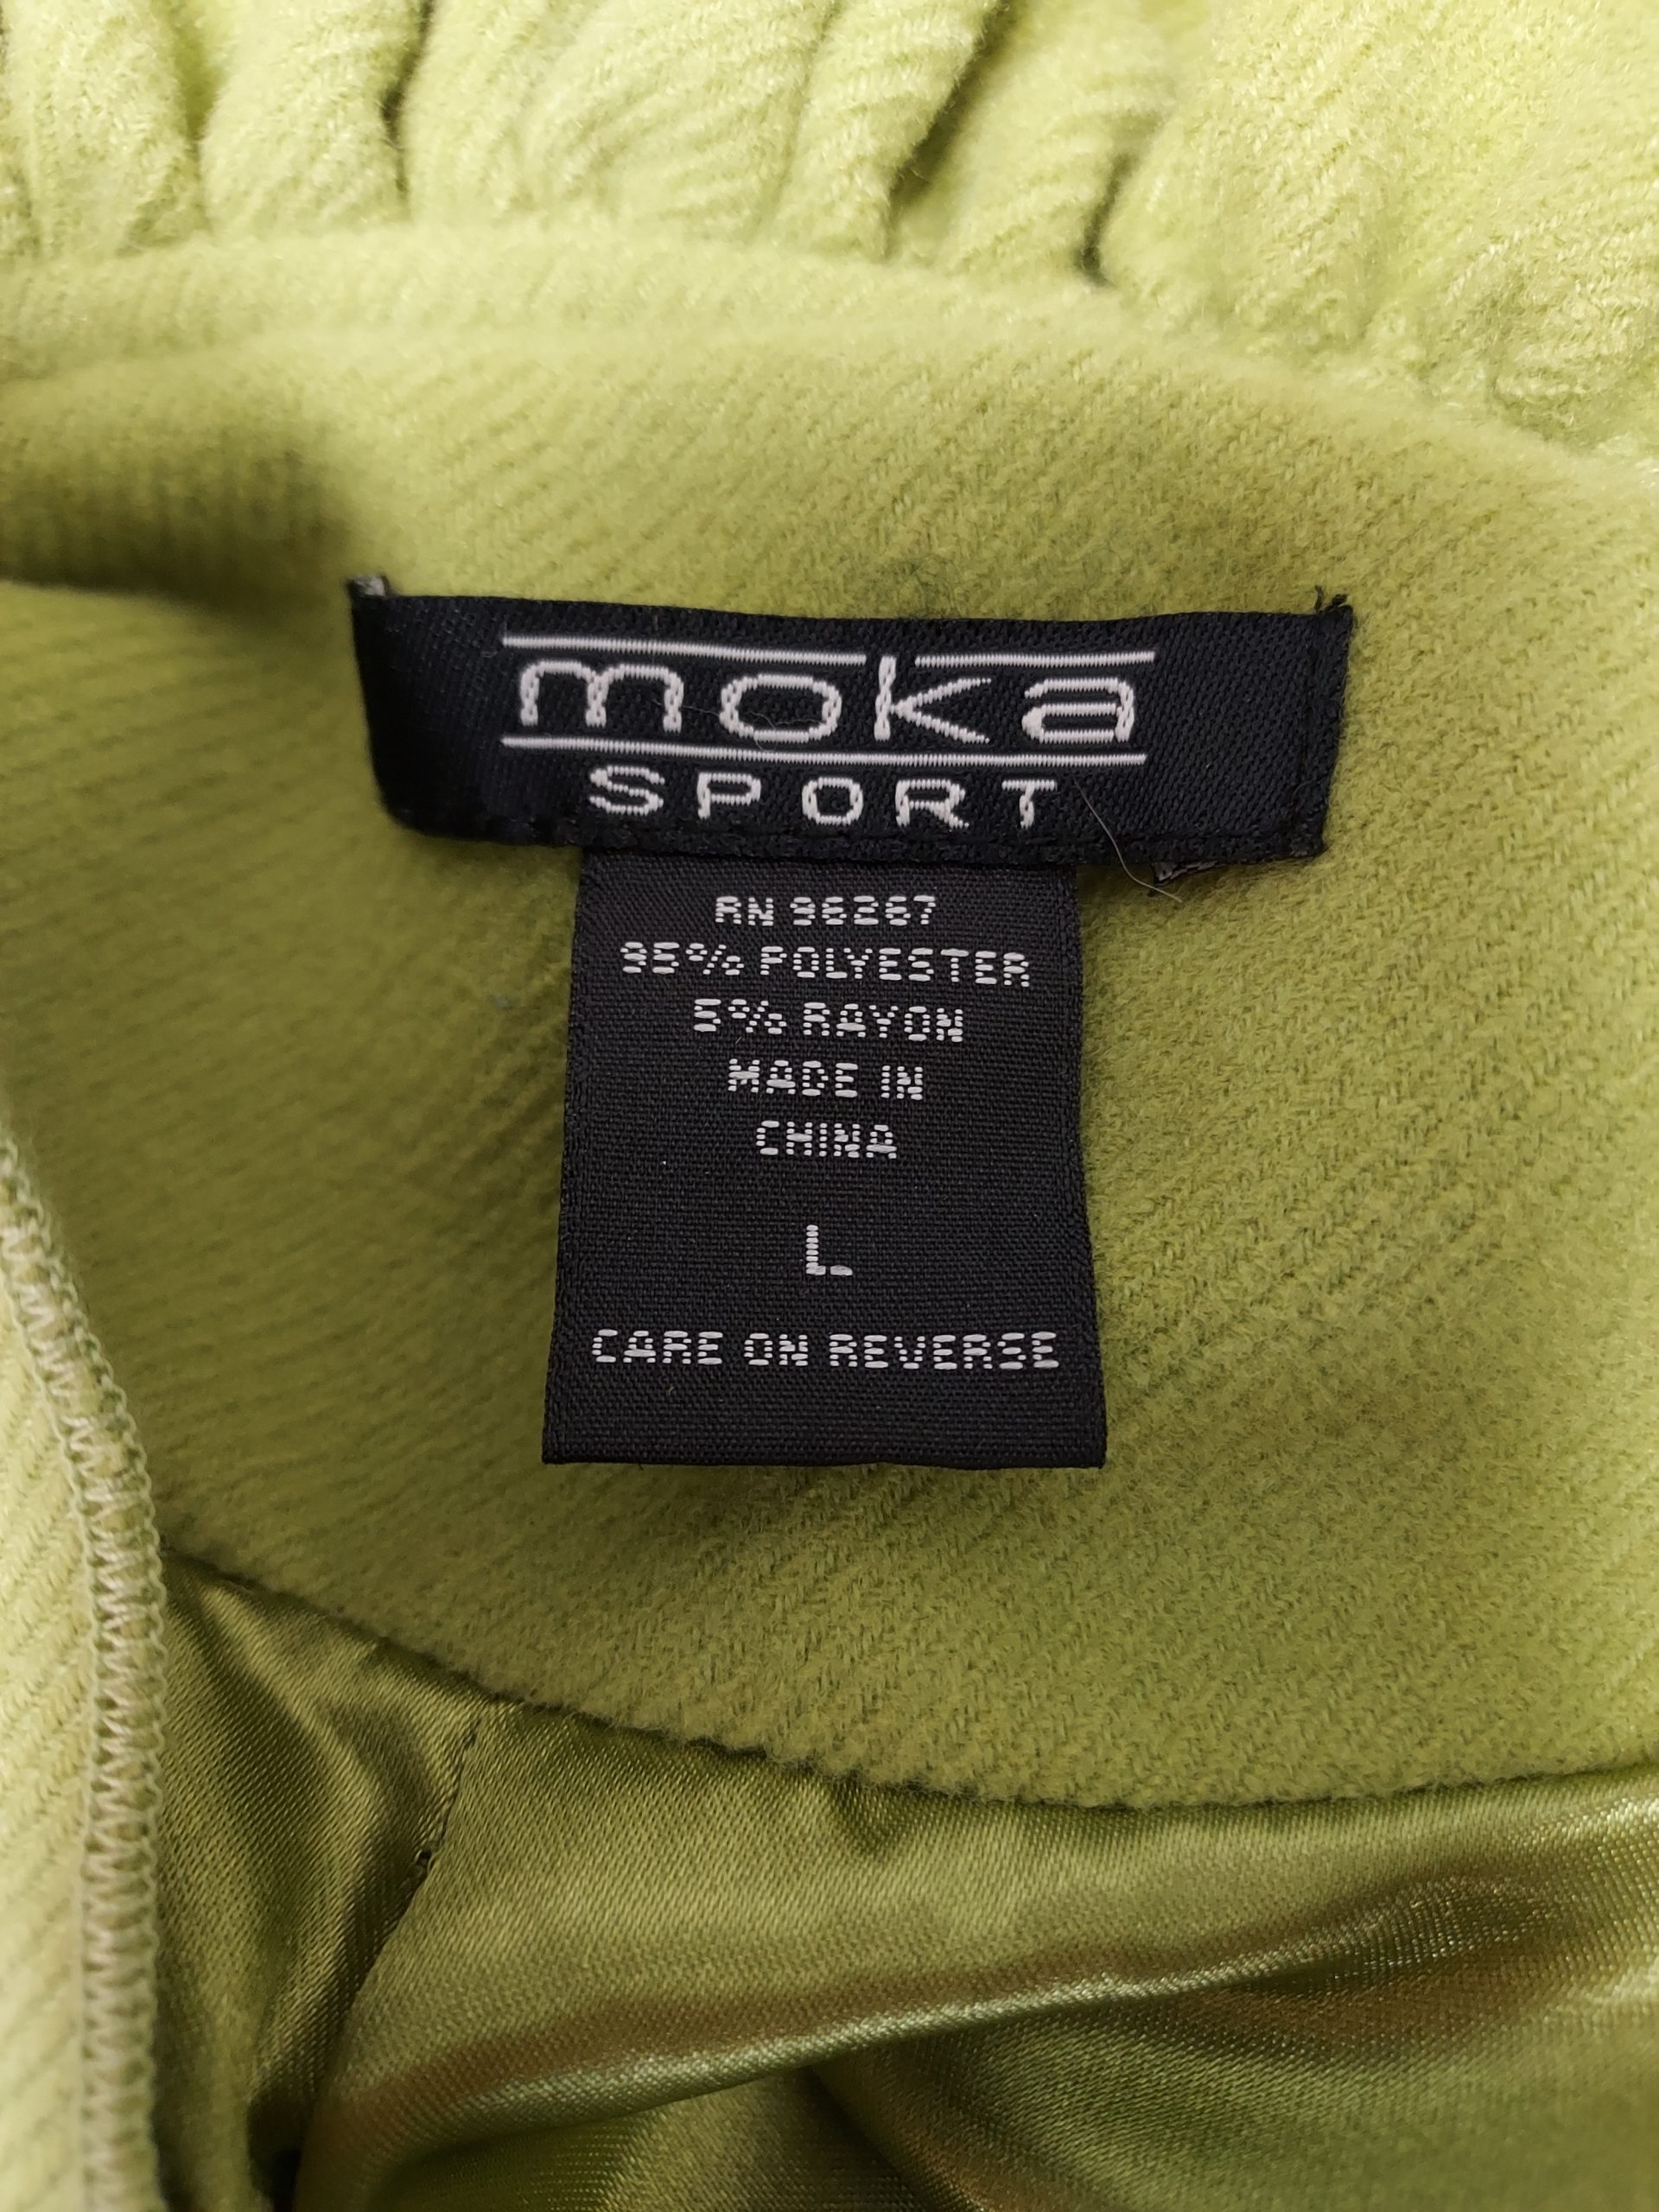 moka
SPORT
RN 96267
95% POLYESTER
5% RAYON
MADE IN
CHINA
L
CARE ON REVERSE